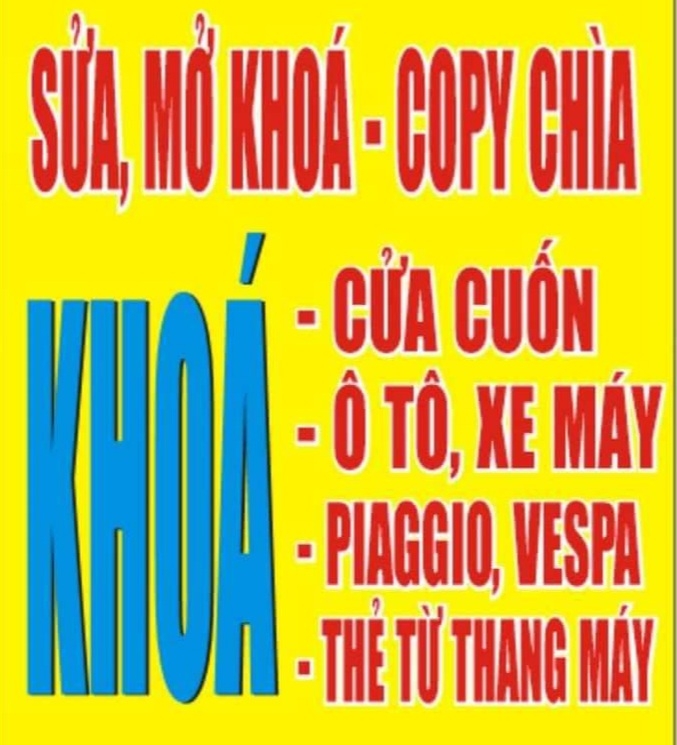 SỬA, MỞ KHOÁ - COPY CHÌA
KHOÁ
- CỬA CUỐN
- Ô TÔ, XE MÁY
- PIAGGIO, VESPA
- THẺ TỪ THANG MÁY